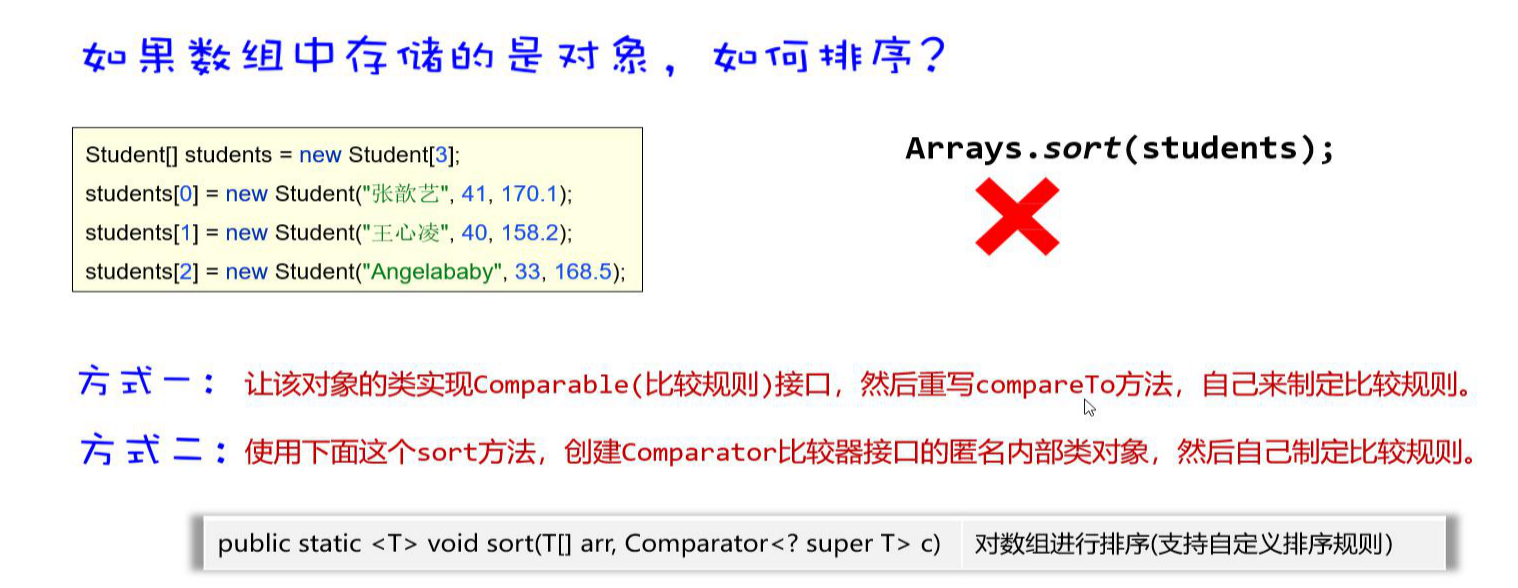 如果数组中存储的是对象，如何排序？
Student[] students = new Student[3];
students[0] = new Student("张歆艺", 41, 170.1);
students[1] = new Student("王心凌", 40, 158.2);
students[2] = new Student("Angelababy", 33, 168.5);
Arrays.sort(students);
方式一：让该对象的类实现Comparable(比较规则)接口，然后重写compareTo方法，自己来制定比较规则。
方式二：使用下面这个sort方法，创建Comparator比较器接口的匿名内部类对象，然后自己制定比较规则。
public static <T> void sort(T[] arr, Comparator<? super T> c) 对数组进行排序(支持自定义排序规则)